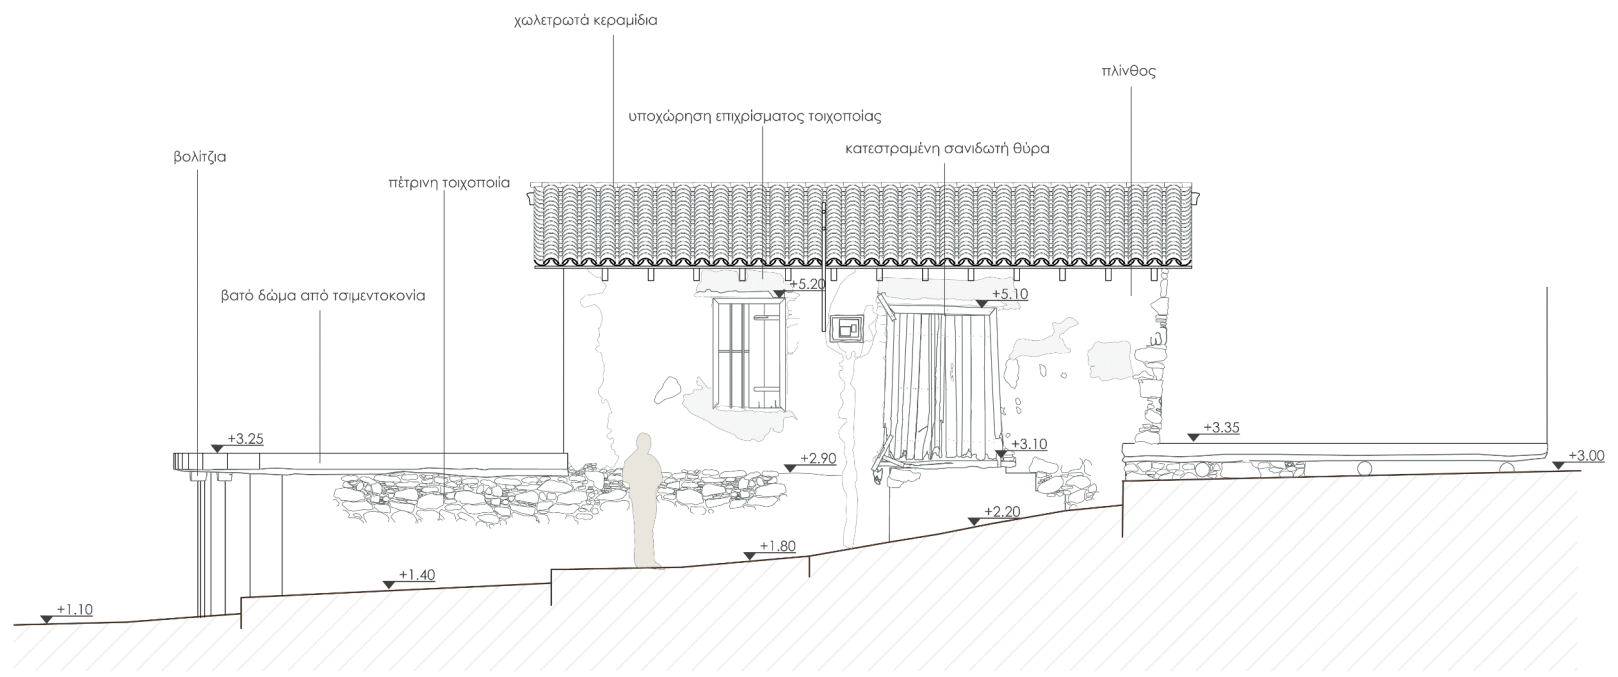 χωλετρωτά κεραμίδια
πλίνθος
υποχώρηση επιχρίσματος τοιχοποίας
κατεστραμένη σανιδωτή θύρα
βολίτζια
πέτρινη τοιχοποιία
βατό δώμα από τσιμεντοκονία
+5.20
+5.10
+3.25
+3.35
+3.10
+2.90
+3.00
+2.20
+1.80
+1.40
+1.10